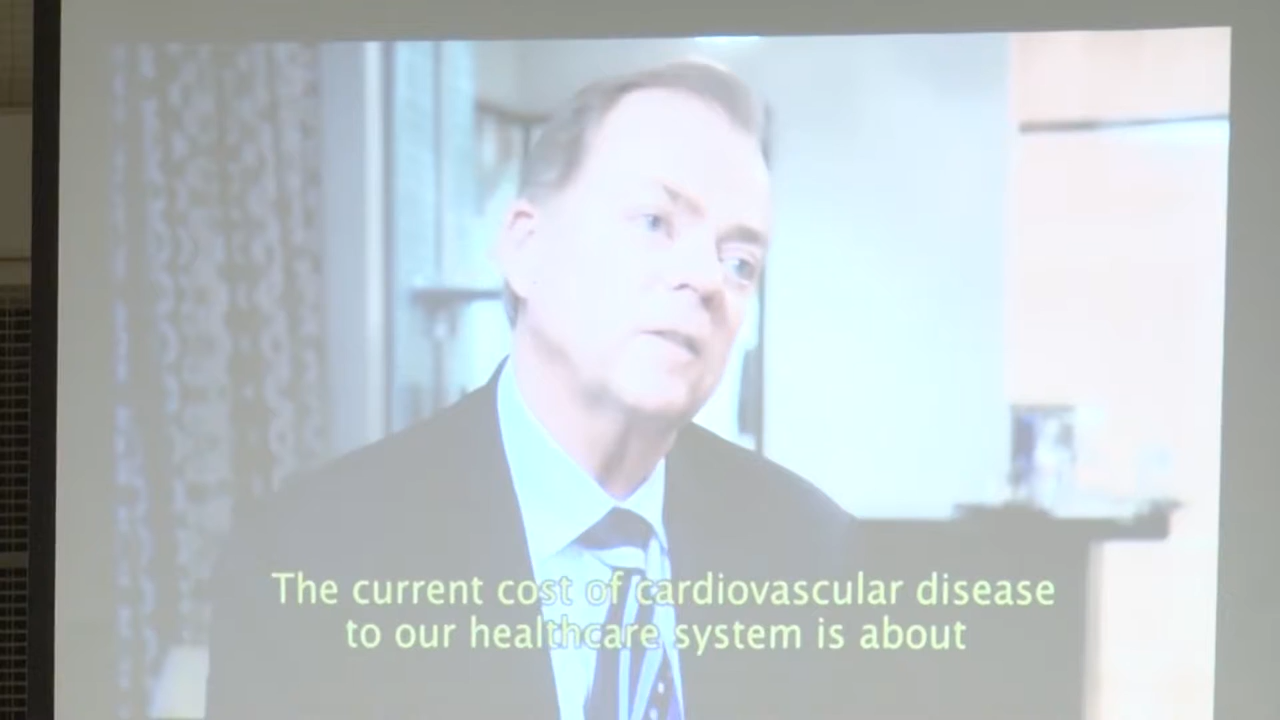 The current cost of cardiovascular disease
to our healthcare system is about